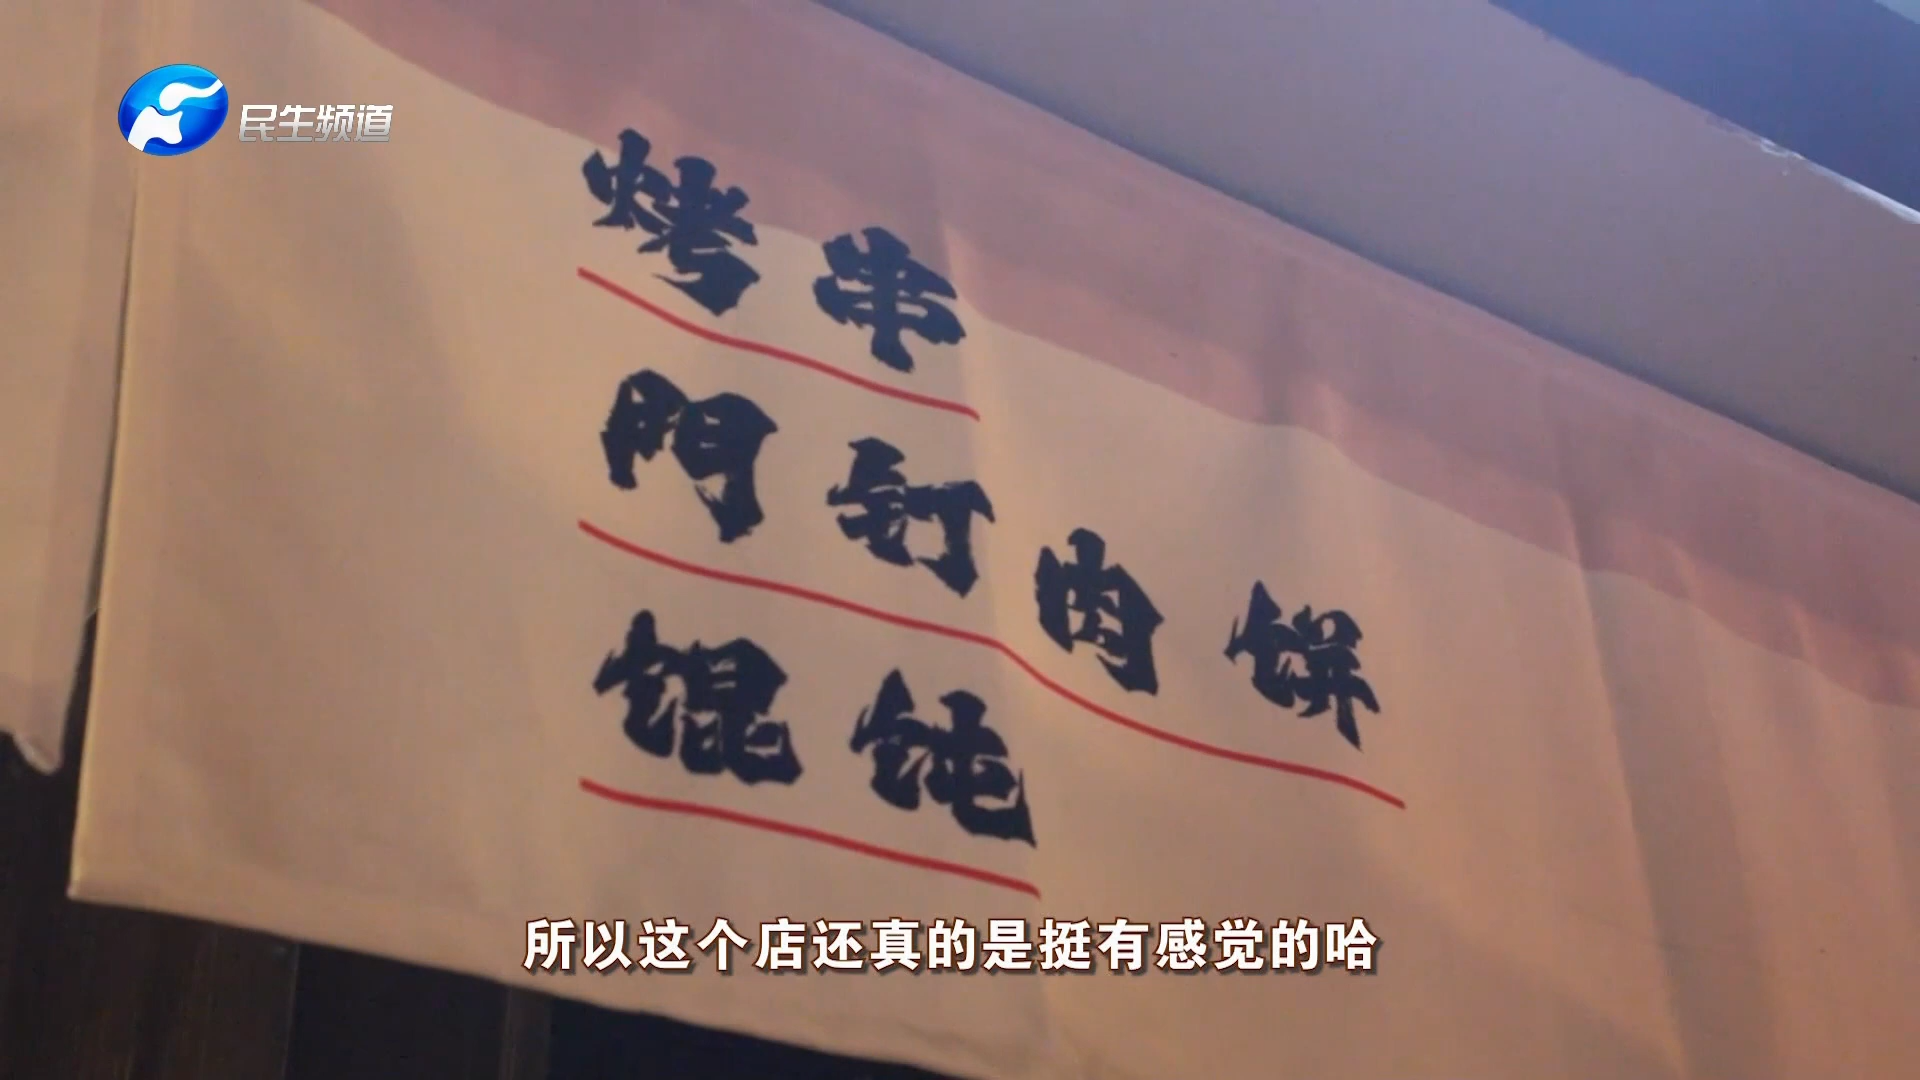 民生频道
烤串
門钉肉饼
馄饨
所以这个店还真的是挺有感觉的哈